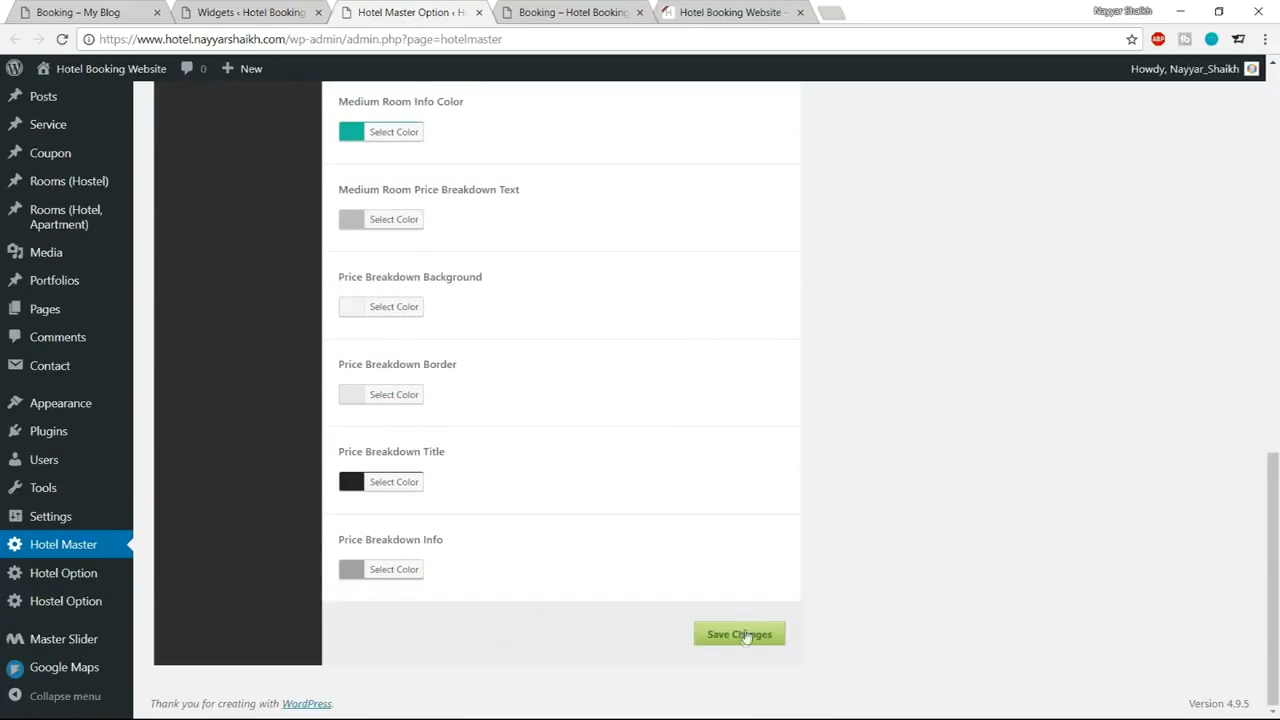 Booking – My Blog
Widgets ‹ Hotel Booking
Hotel Master Option ‹ H
Booking – Hotel Booking
Hotel Booking Website -
Nayyar Shaikh
https://www.hotel.nayyarshaikh.com/wp-admin/admin.php?page=hotelmaster
ABP
Hotel Booking Website
0
New
Howdy, Nayyar_Shaikh
Posts
Service
Coupon
Rooms (Hostel)
Rooms (Hotel,
Apartment)
Media
Portfolios
Pages
Comments
Contact
Appearance
Plugins
Users
Tools
Settings
Hotel Master
Hotel Option
Hostel Option
Master Slider
Google Maps
Collapse menu
Medium Room Info Color
Select Color
Medium Room Price Breakdown Text
Select Color
Price Breakdown Background
Select Color
Price Breakdown Border
Select Color
Price Breakdown Title
Select Color
Price Breakdown Info
Select Color
Save Changes
Thank you for creating with WordPress.
Version 4.9.5